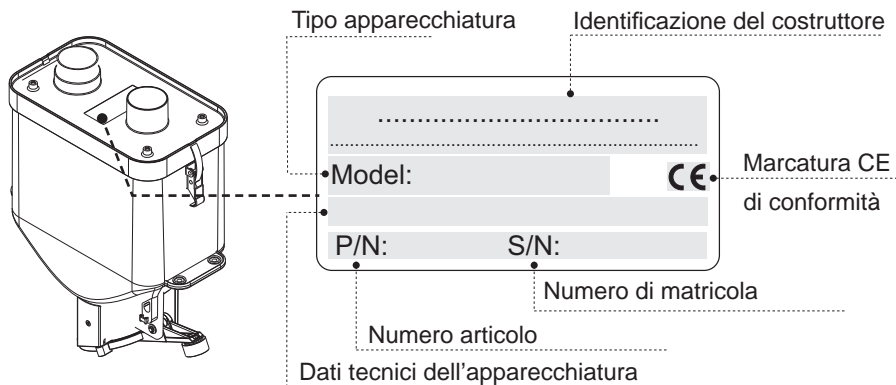 Tipo apparecchiatura
Identificazione del costruttore
Model:
CE
Marcatura CE
di conformità
P/N:
S/N:
Numero di matricola
Numero articolo
Dati tecnici dell'apparecchiatura